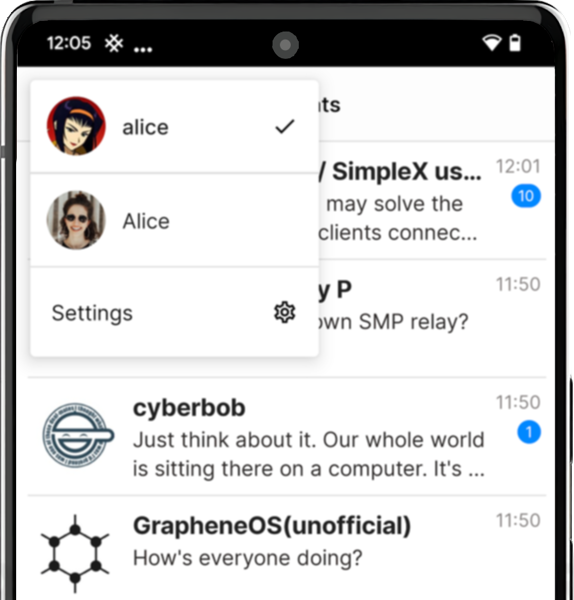 12:05
alice
Alice
Settings
/ SimpleX us...
12:01
may solve the
10
clients connec...
y P
11:50
own SMP relay?
cyberbob
11:50
Just think about it. Our whole world
1
is sitting there on a computer. It's ...
GrapheneOS(unofficial)
11:50
How's everyone doing?